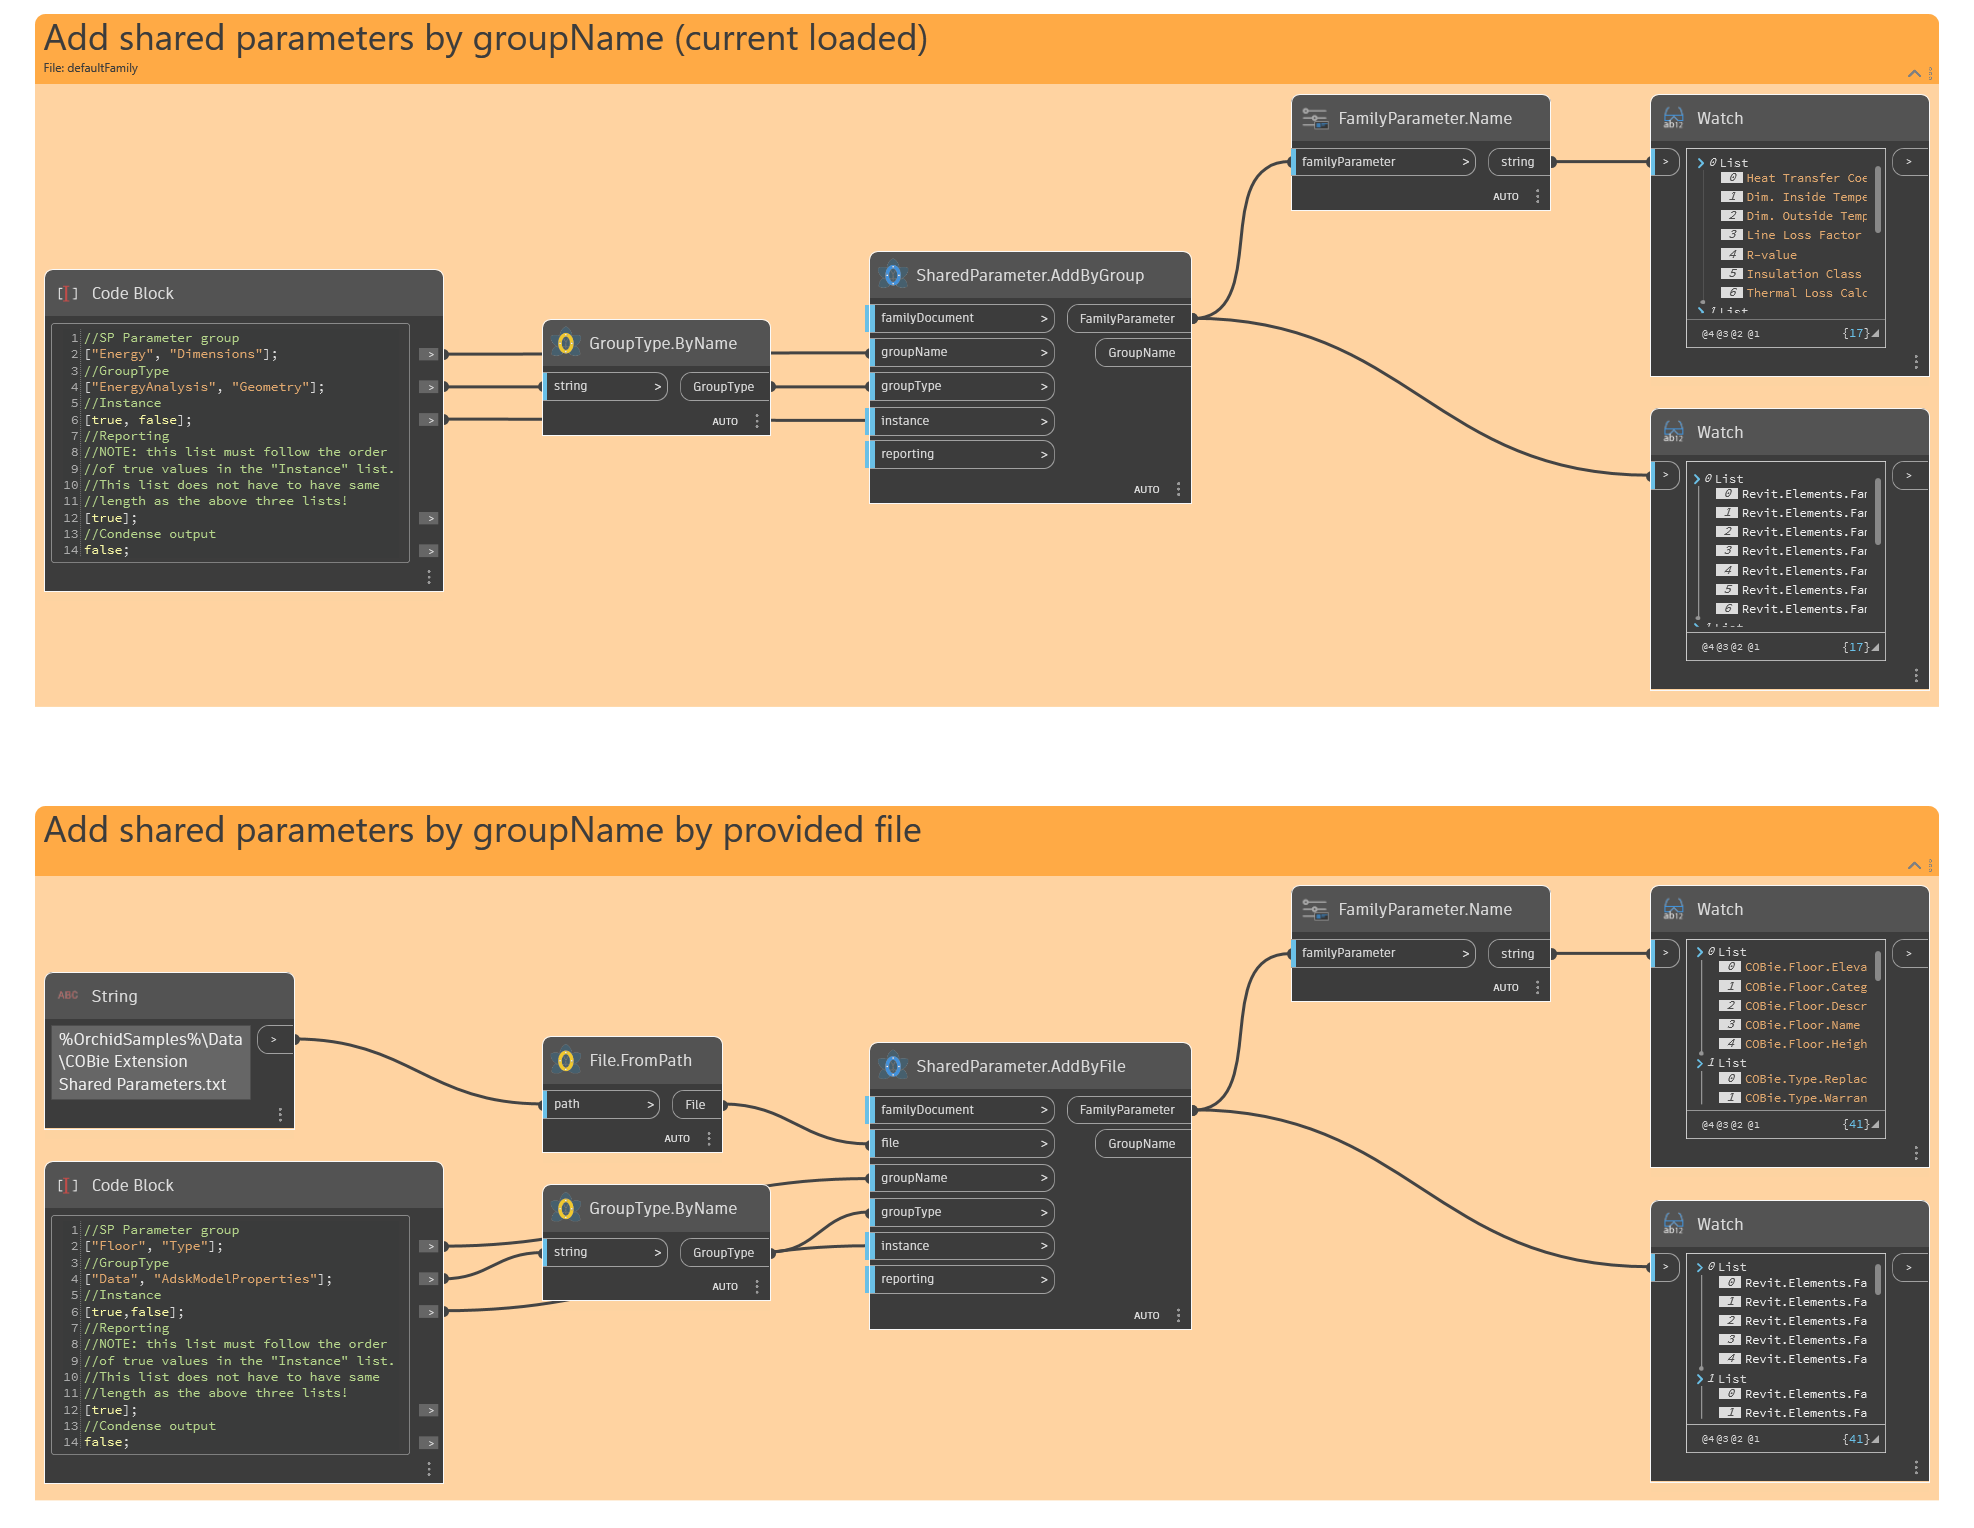 Add shared parameters by groupName (current loaded)
File: defaultFamily
Code Block
1 //SP Parameter group
2 ["Energy", "Dimensions"];
3 //GroupType
4 ["EnergyAnalysis", "Geometry"];
5 //Instance
6 [true, false];
7 //Reporting
8 //NOTE: this list must follow the order
9 //of true values in the "Instance" list.
10 //This list does not have to have same
11 //length as the above three lists!
12 [true];
13 //Condense output
14 false;
GroupType.ByName
string > GroupType
AUTO
SharedParameter.AddByGroup
familyDocument > FamilyParameter
groupName > GroupName
groupType >
instance >
reporting >
AUTO
FamilyParameter.Name
familyParameter > string
AUTO
Watch
0 List
0 Heat Transfer Coe
1 Dim. Inside Tempe
2 Dim. Outside Temp
3 Line Loss Factor
4 R-value
5 Insulation Class
6 Thermal Loss Calc
1 List
@4 @3 @2 @1 {17}
Watch
0 List
0 Revit.Elements.Fam
1 Revit.Elements.Fam
2 Revit.Elements.Fam
3 Revit.Elements.Fam
4 Revit.Elements.Fam
5 Revit.Elements.Fam
6 Revit.Elements.Fam
1 List
@4 @3 @2 @1 {17}
Add shared parameters by groupName by provided file
String
%OrchidSamples%\Data
\COBie Extension
Shared Parameters.txt
Code Block
1 //SP Parameter group
2 ["Floor", "Type"];
3 //GroupType
4 ["Data", "AdskModelProperties"];
5 //Instance
6 [true,false];
7 //Reporting
8 //NOTE: this list must follow the order
9 //of true values in the "Instance" list.
10 //This list does not have to have same
11 //length as the above three lists!
12 [true];
13 //Condense output
14 false;
File.FromPath
path > File
AUTO
GroupType.ByName
string > GroupType
AUTO
SharedParameter.AddByFile
familyDocument > FamilyParameter
file > GroupName
groupName >
groupType >
instance >
reporting >
AUTO
FamilyParameter.Name
familyParameter > string
AUTO
Watch
0 List
0 COBie.Floor.Eleva
1 COBie.Floor.Categ
2 COBie.Floor.Descr
3 COBie.Floor.Name
4 COBie.Floor.Heigh
1 List
0 COBie.Type.Replac
1 COBie.Type.Warran
@4 @3 @2 @1 {41}
Watch
0 List
0 Revit.Elements.Fa
1 Revit.Elements.Fa
2 Revit.Elements.Fa
3 Revit.Elements.Fa
4 Revit.Elements.Fa
1 List
0 Revit.Elements.Fa
1 Revit.Elements.Fa
@4 @3 @2 @1 {41}